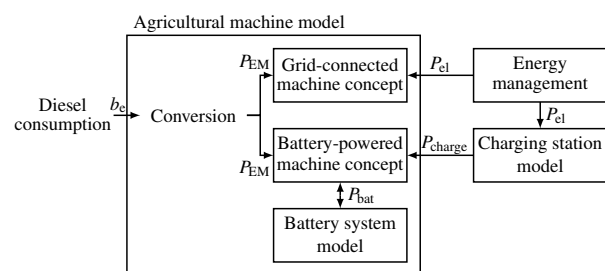 Agricultural machine model
Diesel
consumption
b_e
Conversion
P_EM
P_EM
Grid-connected
machine concept
Battery-powered
machine concept
P_bat
Battery system
model
P_el
Energy
management
P_el
P_charge
Charging station
model